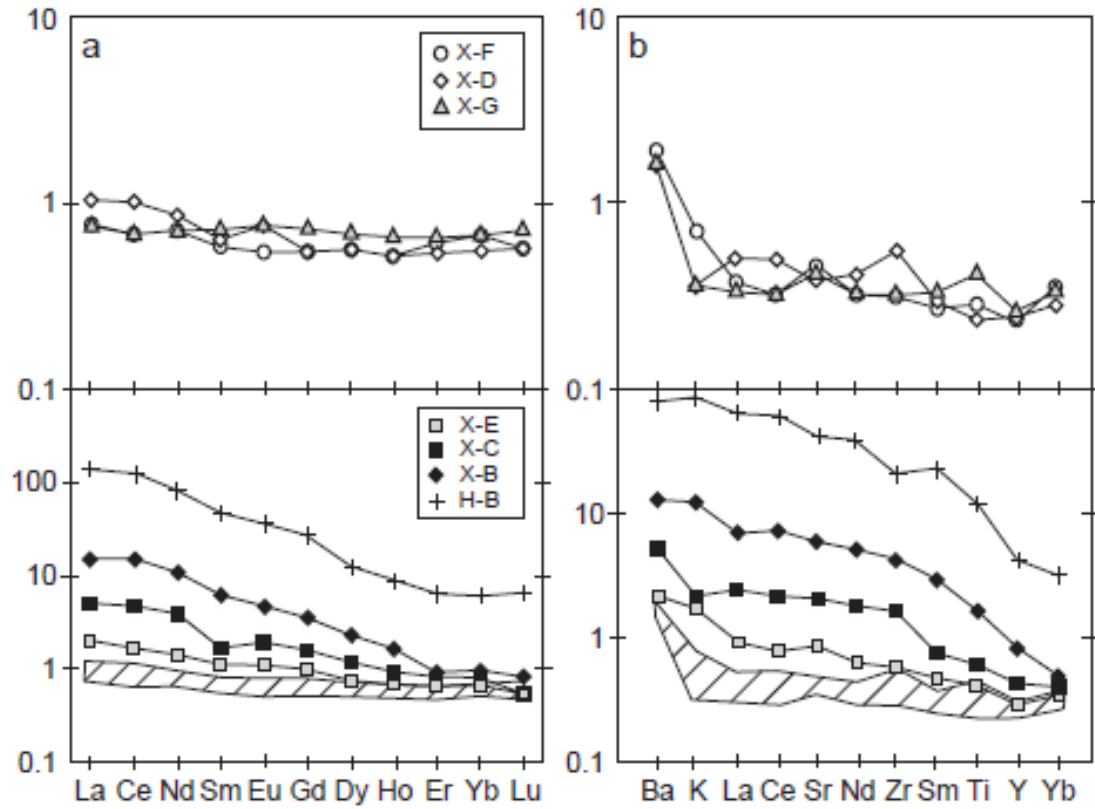 10
a
X-F
X-D
X-G
1
0.1
X-E
X-C
X-B
H-B
100
10
1
0.1
La Ce Nd Sm Eu Gd Dy Ho Er Yb Lu
10
b
1
0.1
10
1
0.1
Ba K La Ce Sr Nd Zr Sm Ti Y Yb